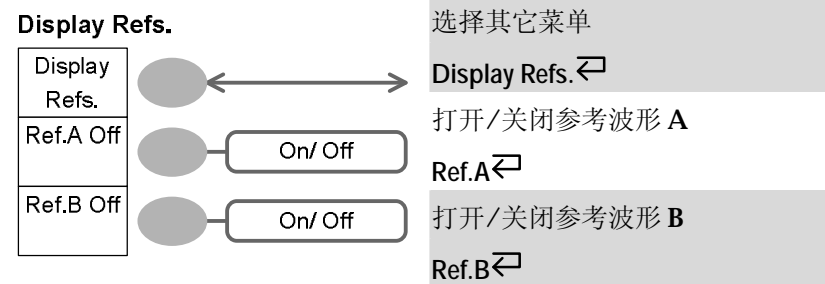 Display Refs.
Display
Refs.
Ref.A Off
On/ Off
Ref.B Off
On/ Off
选择其它菜单
Display Refs.
打开/关闭参考波形 A
Ref.A
打开/关闭参考波形 B
Ref.B